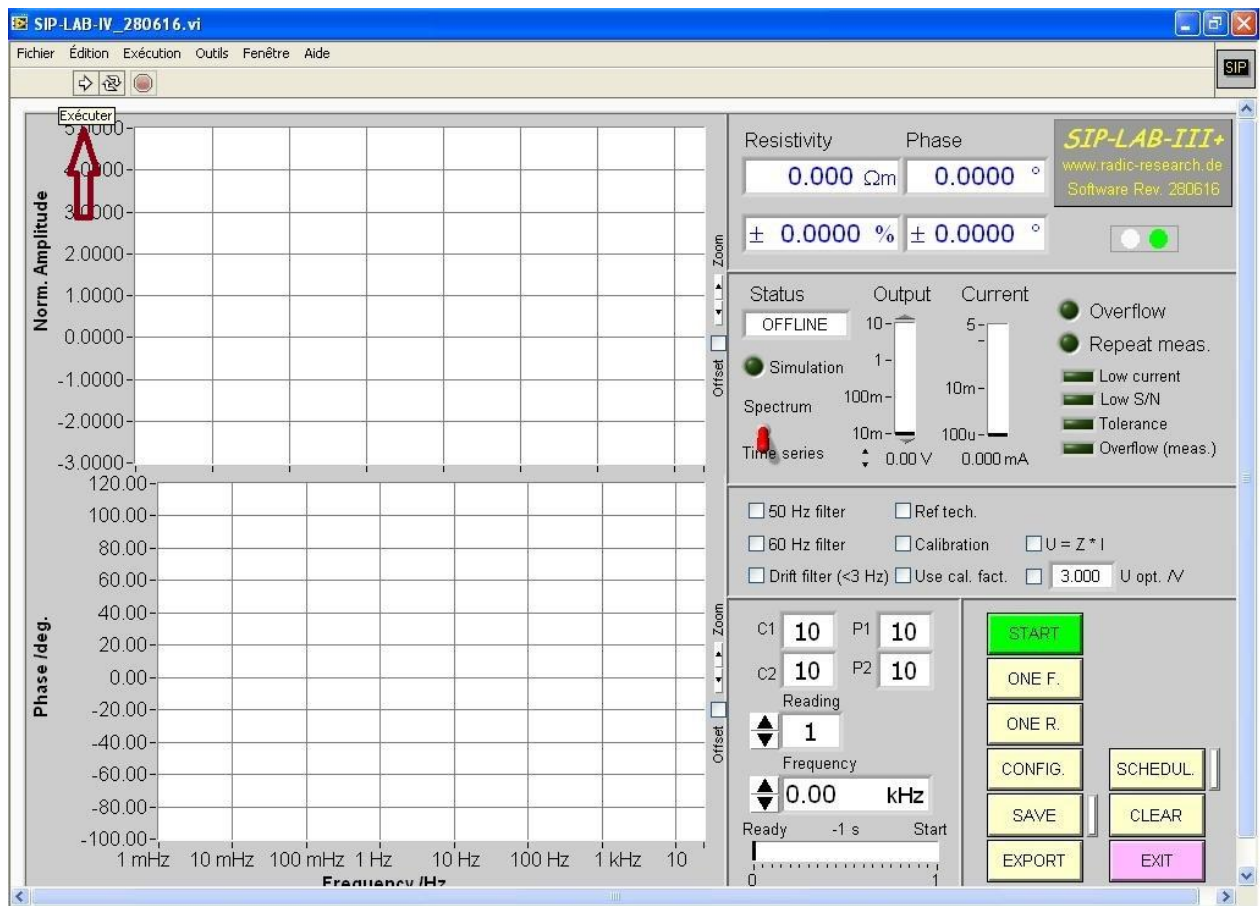 SIP-LAB-IV_280616.vi
Fichier Édition Exécution Outils Fenêtre Aide
SIP
Exécuter
5.0000
4.0000
3.0000
2.0000
1.0000
0.0000
-1.0000
-2.0000
-3.0000
Norm. Amplitude
Zoom
Offset
120.00
100.00
80.00
60.00
40.00
20.00
0.00
-20.00
-40.00
-60.00
-80.00
-100.00
Phase /deg.
Zoom
Offset
1 mHz 10 mHz 100 mHz 1 Hz 10 Hz 100 Hz 1 kHz 10
Frequency /Hz
Resistivity Phase
0.000 Ωm 0.0000 °
± 0.0000 % ± 0.0000 °
SIP-LAB-III+
www.radic-research.de
Software Rev. 280616
Status Output Current
OFFLINE
Simulation
Spectrum
Time series
10
1
100m
10m
0.00 V
5
10m
100u
0.000 mA
Overflow
Repeat meas.
Low current
Low S/N
Tolerance
Overflow (meas.)
50 Hz filter Ref tech.
60 Hz filter Calibration U = Z * I
Drift filter (<3 Hz) Use cal. fact. 3.000 U opt. /V
C1 10 P1 10
C2 10 P2 10
Reading
1
Frequency
0.00 kHz
Ready -1 s Start
0 1
START
ONE F.
ONE R.
CONFIG. SCHEDUL.
SAVE CLEAR
EXPORT EXIT